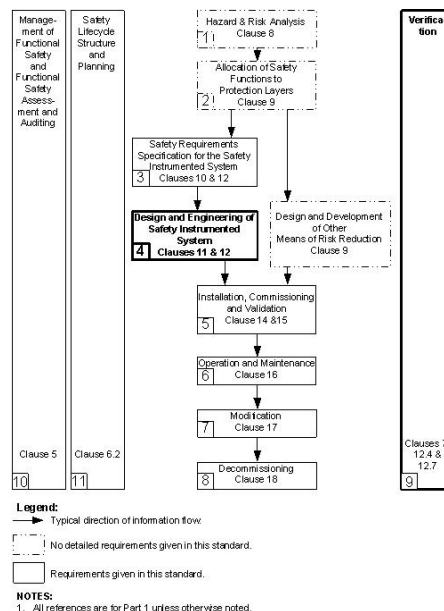 Manage-
ment of
Functional
Safety
and
Functional
Safety
Assess-
ment and
Auditing
Clause 5
10
Safety
Lifecycle
Structure
and
Planning
Clause 6.2
11
Hazard & Risk Analysis
Clause 8
1
Allocation of Safety
Functions to
Protection Layers
Clause 9
2
Safety Requirements
Specification for the Safety
Instrumented System
Clauses 10 & 12
3
Design and Engineering of
Safety Instrumented
System
Clauses 11 & 12
4
Design and Development
of Other
Means of Risk Reduction
Clause 9
Installation, Commissioning
and Validation
Clause 14 &15
5
Operation and Maintenance
Clause 16
6
Modification
Clause 17
7
Decommissioning
Clause 18
8
Verifica
tion
Clauses 7
12.4 &
12.7
9
Legend:
Typical direction of information flow.
No detailed requirements given in this standard.
Requirements given in this standard.
NOTES:
1. All references are for Part 1 unless otherwise noted.